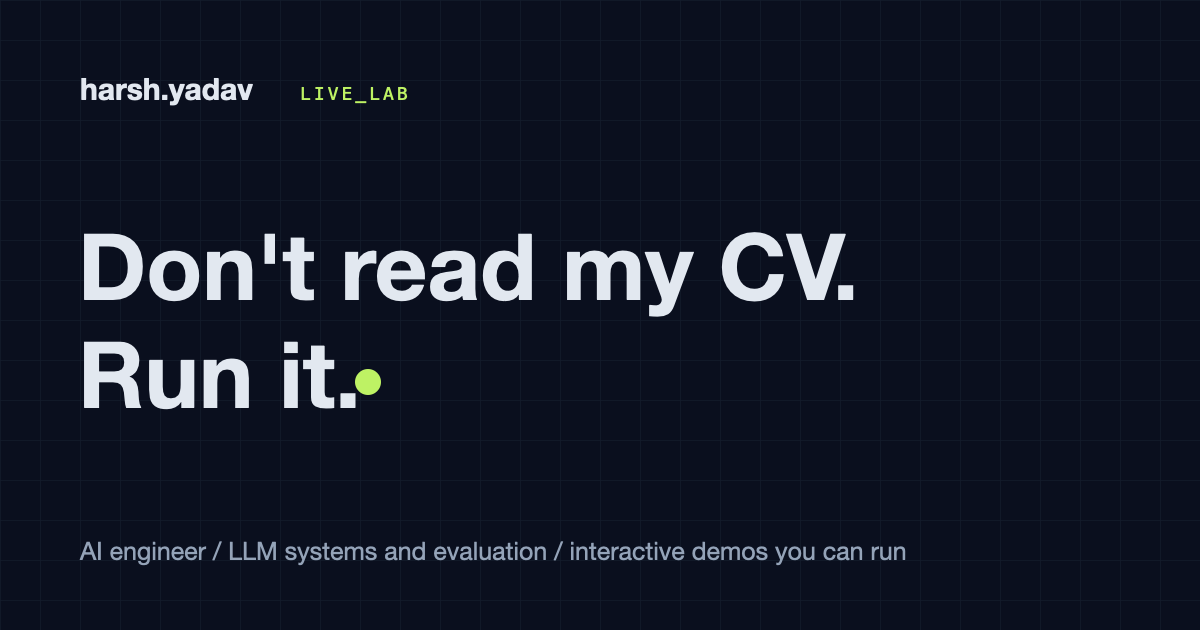 harsh.yadav LIVE_LAB
Don't read my CV.
Run it.
AI engineer / LLM systems and evaluation / interactive demos you can run